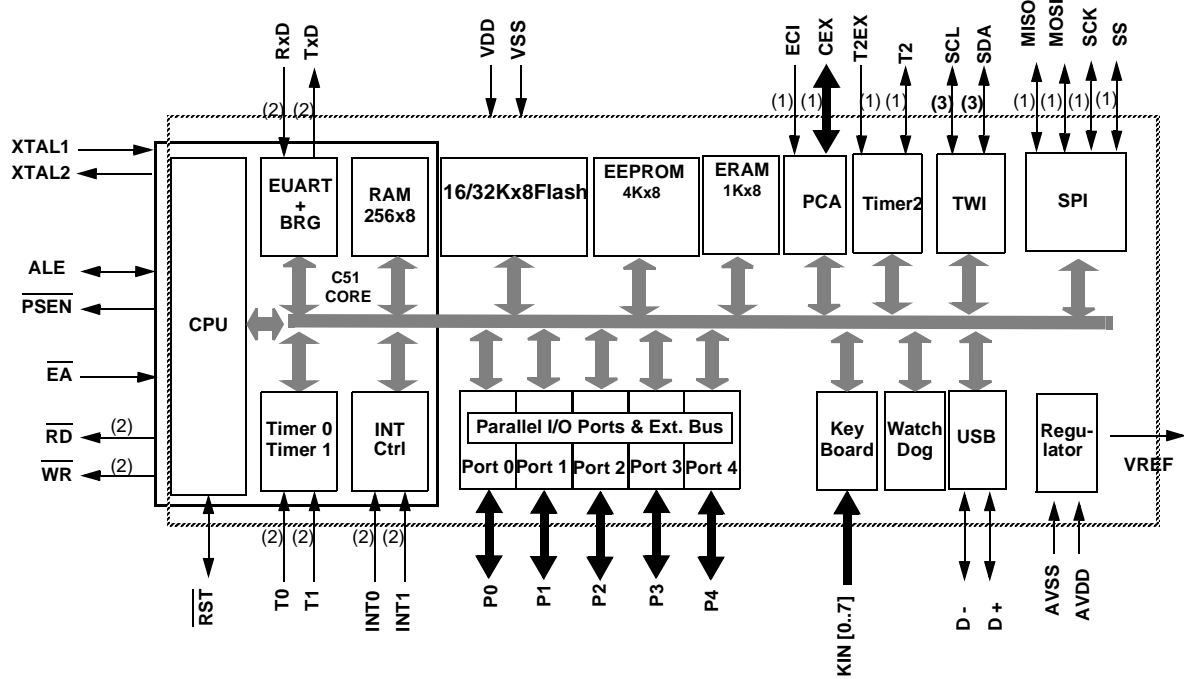 RxD
TxD
VDD
VSS
ECI
CEX
T2EX
T2
SCL
SDA
MISO
MOSI
SCK
SS
(2) (2)
(1) (1) (1) (1) (3) (3) (1) (1) (1) (1)
XTAL1
XTAL2
ALE
PSEN
EA
RD (2)
WR (2)
CPU
EUART
+
BRG
RAM
256x8
C51
CORE
16/32Kx8Flash
EEPROM
4Kx8
ERAM
1Kx8
PCA
Timer2
TWI
SPI
Timer 0
Timer 1
INT
Ctrl
Parallel I/O Ports & Ext. Bus
Port 0
Port 1
Port 2
Port 3
Port 4
Key
Board
Watch
Dog
USB
Regu-
lator
VREF
(2) (2) (2) (2)
RST
T0
T1
INT0
INT1
P0
P1
P2
P3
P4
KIN [0..7]
D -
D +
AVSS
AVDD